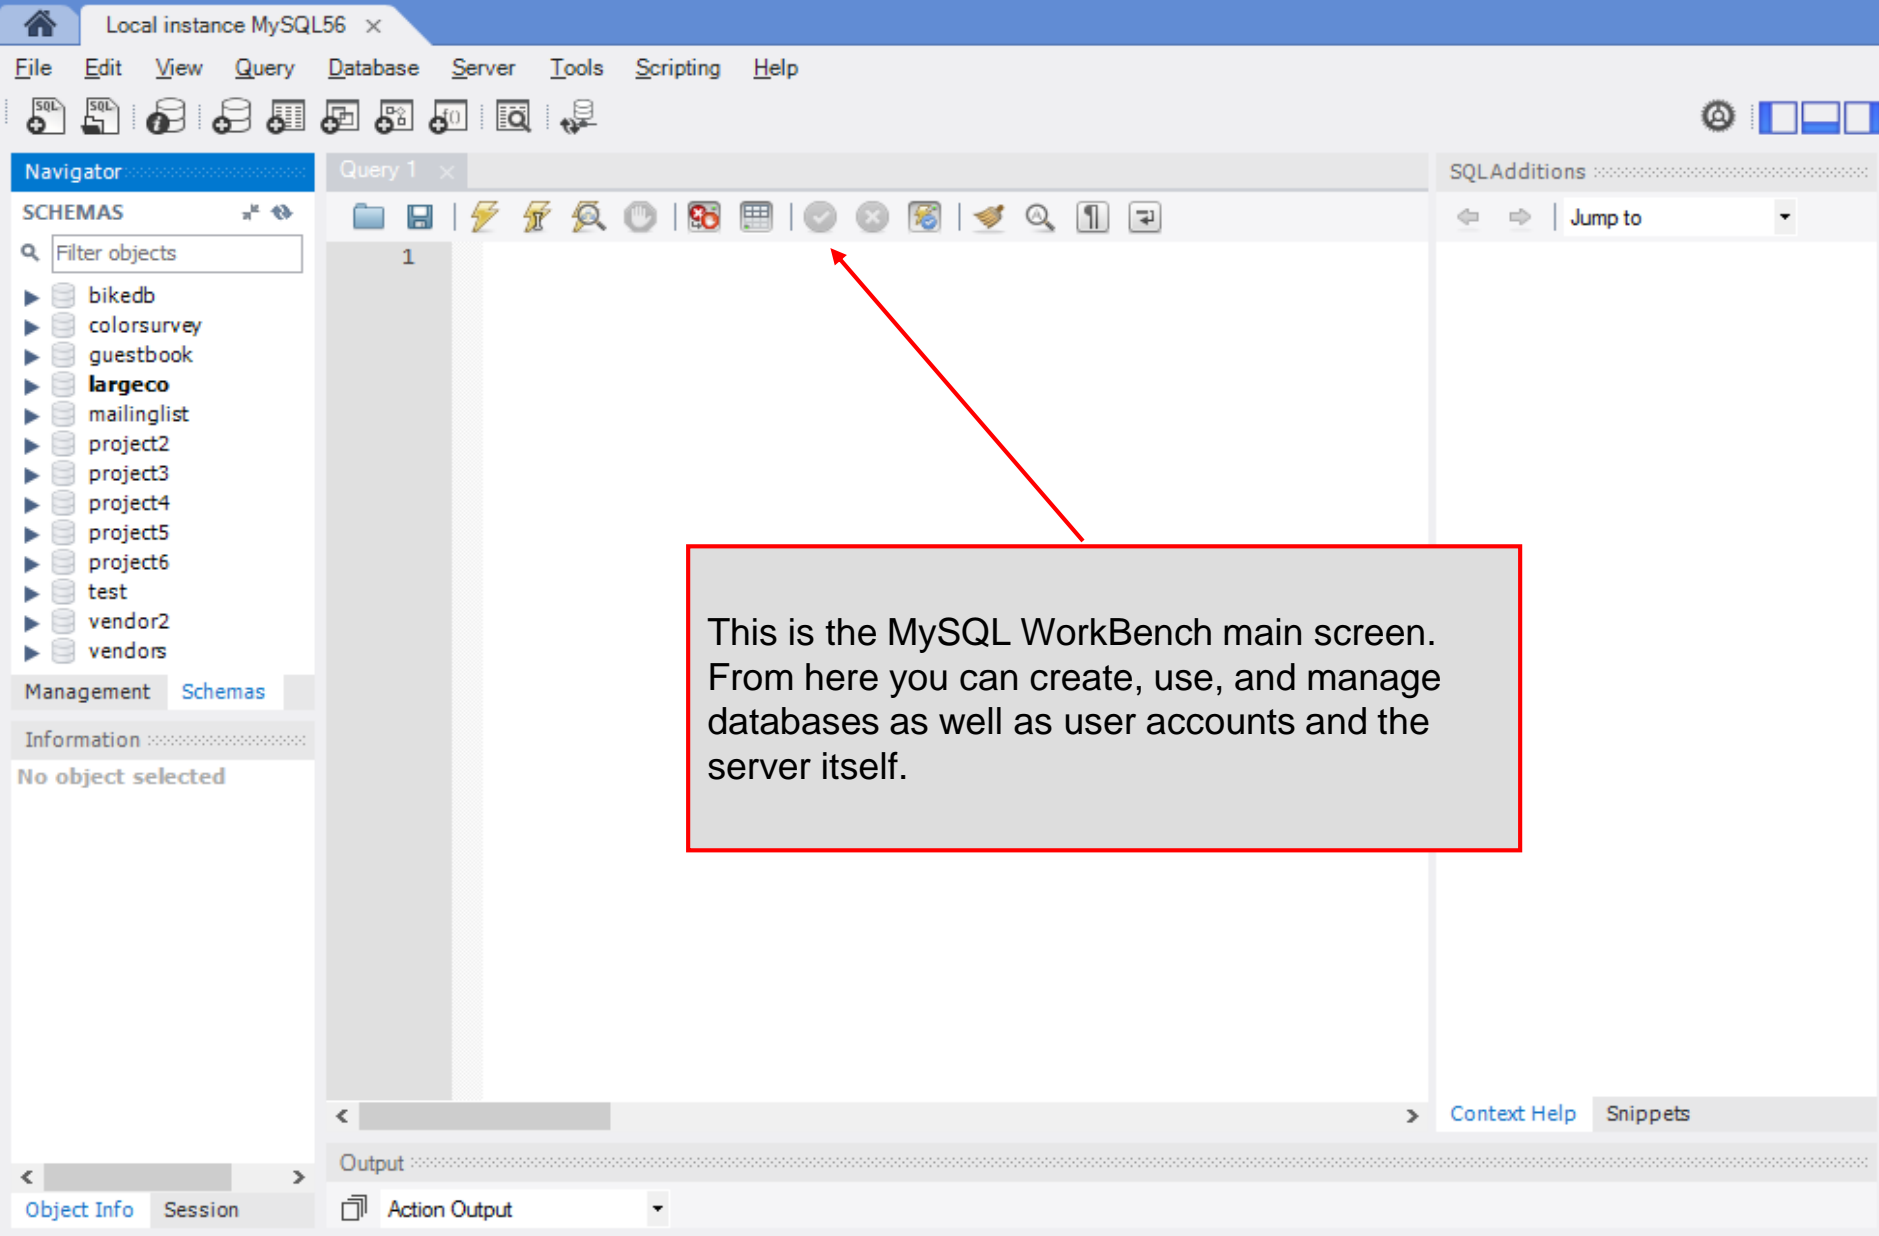 Local instance MySQL56
File Edit View Query Database Server Tools Scripting Help
SQL SQL
Navigator
SCHEMAS
Filter objects
bikedb
colorsurvey
guestbook
largeco
mailinglist
project2
project3
project4
project5
project6
test
vendor2
vendors
Management Schemas
Information
No object selected
Object Info Session
Query 1
1
This is the MySQL WorkBench main screen.
From here you can create, use, and manage
databases as well as user accounts and the
server itself.
Output
Action Output
SQLAdditions
Jump to
Context Help Snippets